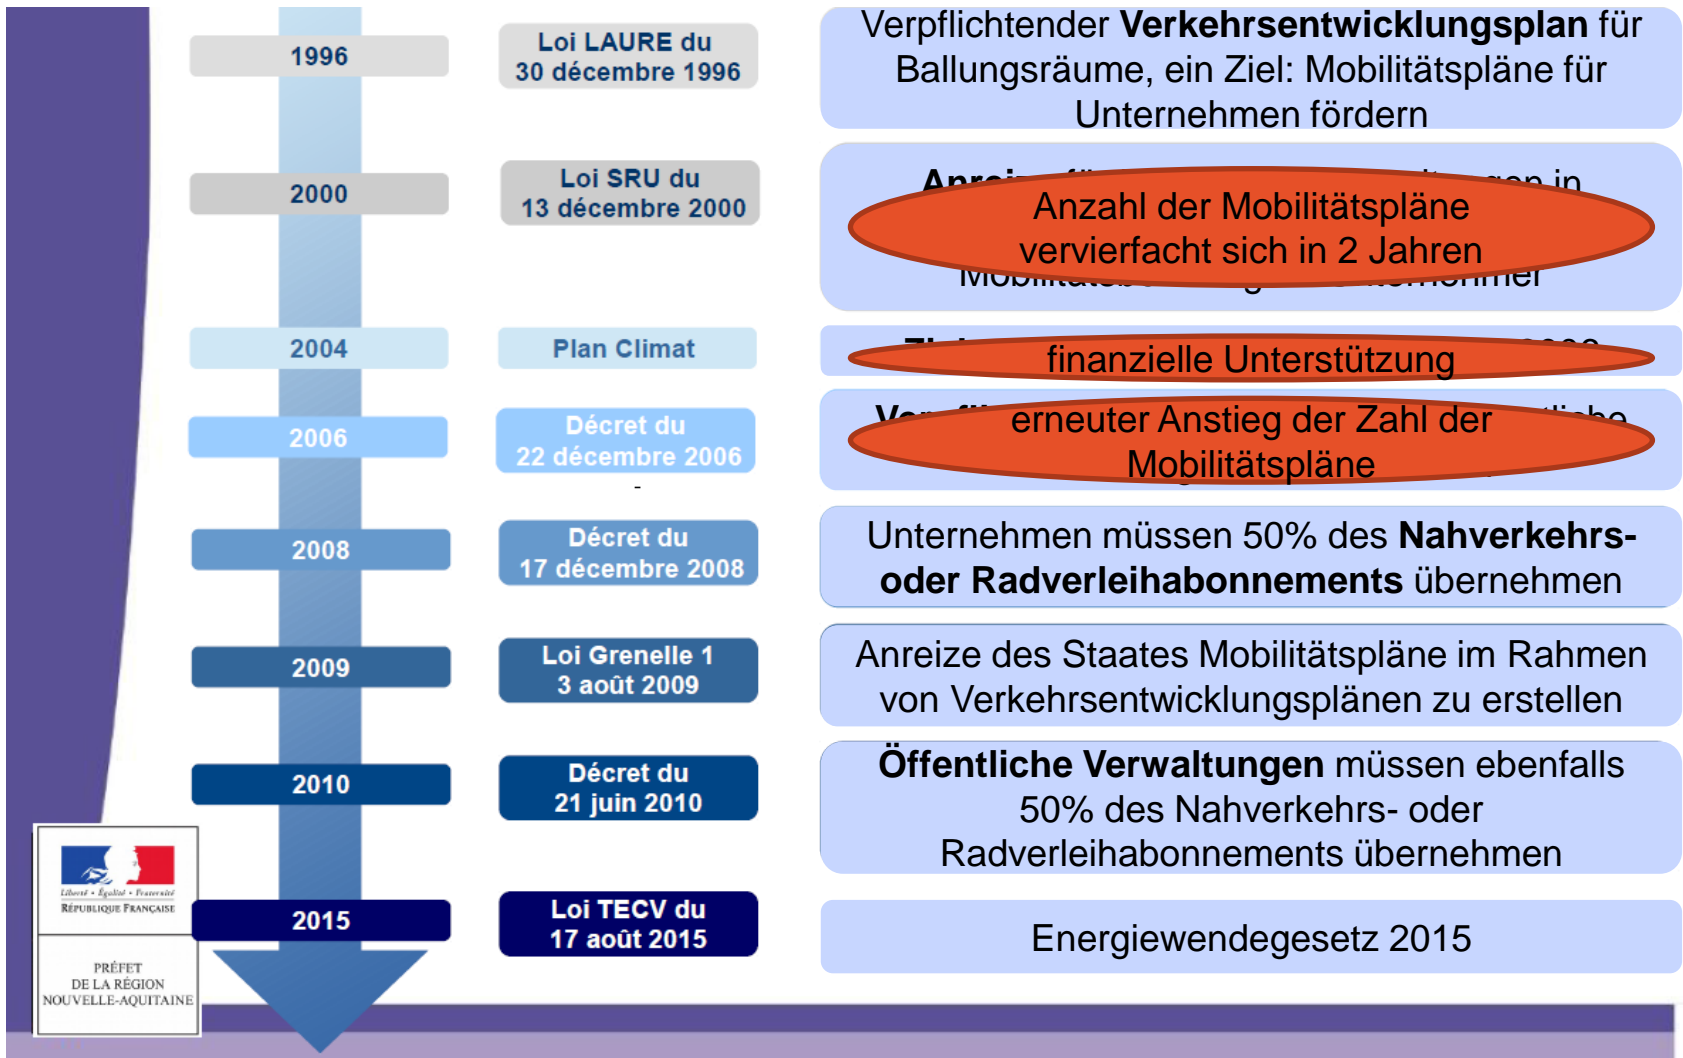 1996
Loi LAURE du
30 décembre 1996
Verpflichtender Verkehrsentwicklungsplan für
Ballungsräume, ein Ziel: Mobilitätspläne für
Unternehmen fördern
2000
Loi SRU du
13 décembre 2000
in
Anzahl der Mobilitätspläne
vervierfacht sich in 2 Jahren
2004
Plan Climat
finanzielle Unterstützung
2006
Décret du
22 décembre 2006
-
erneuter Anstieg der Zahl der
Mobilitätspläne
2008
Décret du
17 décembre 2008
Unternehmen müssen 50% des Nahverkehrs-
oder Radverleihabonnements übernehmen
2009
Loi Grenelle 1
3 août 2009
Anreize des Staates Mobilitätspläne im Rahmen
von Verkehrsentwicklungsplänen zu erstellen
2010
Décret du
21 juin 2010
Öffentliche Verwaltungen müssen ebenfalls
50% des Nahverkehrs- oder
Radverleihabonnements übernehmen
2015
Loi TECV du
17 août 2015
Energiewendegesetz 2015
Liberté • Égalité • Fraternité
RÉPUBLIQUE FRANÇAISE
PRÉFET
DE LA RÉGION
NOUVELLE-AQUITAINE